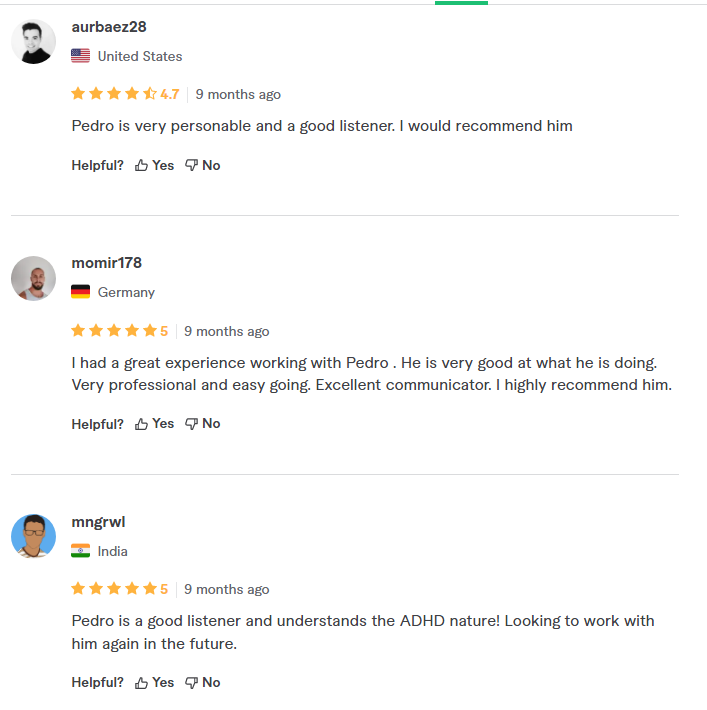 aurbaez28
United States
4.7 9 months ago
Pedro is very personable and a good listener. I would recommend him
Helpful? Yes No
momir178
Germany
5 9 months ago
I had a great experience working with Pedro . He is very good at what he is doing.
Very professional and easy going. Excellent communicator. I highly recommend him.
Helpful? Yes No
mngrwl
India
5 9 months ago
Pedro is a good listener and understands the ADHD nature! Looking to work with
him again in the future.
Helpful? Yes No